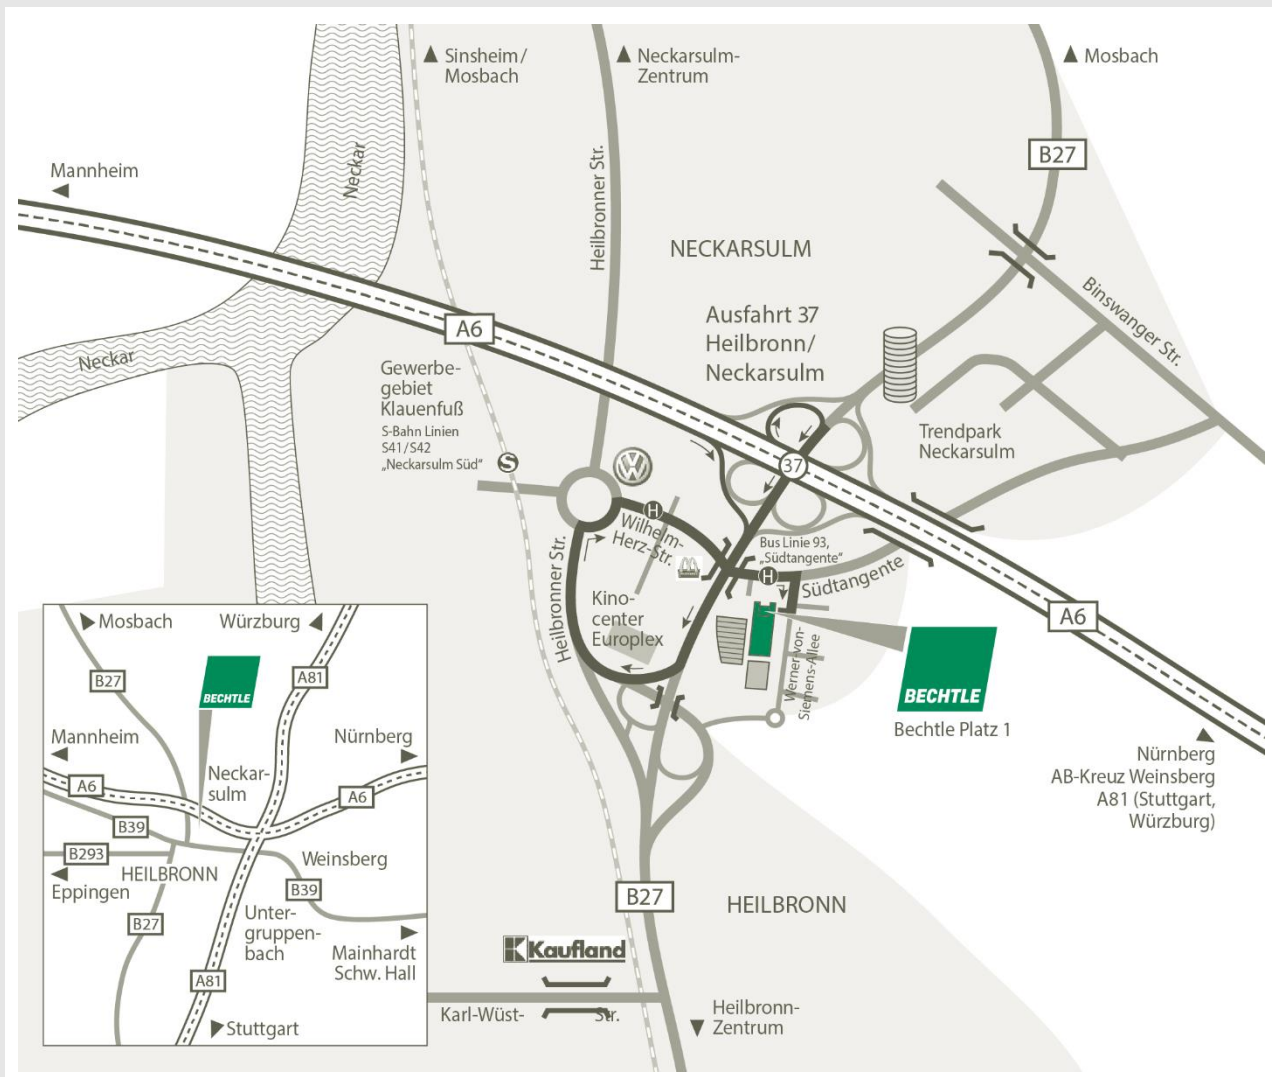 Sinsheim/
Mosbach
Neckarsulm-
Zentrum
Mosbach
B27
Mannheim
Neckar
Heilbronner Str.
NECKARSULM
Binswanger Str.
Ausfahrt 37
Heilbronn/
Neckarsulm
A6
Neckar
Gewerbe-
gebiet
Klauenfuß
S-Bahn Linien
S41/S42
„Neckarsulm Süd“
S
VW
37
Trendpark
Neckarsulm
H
Wilhelm-
Herz-Str.
Bus Linie 93,
„Südtangente“
H
Südtangente
Heilbronner Str.
Kino-
center
Europlex
Werner-von-
Siemens-Allee
A6
BECHTLE
Bechtle Platz 1
Nürnberg
AB-Kreuz Weinsberg
A81 (Stuttgart,
Würzburg)
B27
HEILBRONN
K Kaufland
Karl-Wüst- Str.
Heilbronn-
Zentrum
Mosbach
Würzburg
B27
A81
BECHTLE
Mannheim
Nürnberg
Neckar-
sulm
A6
A6
B39
B293
HEILBRONN
Weinsberg
Eppingen
B39
B27
Unter-
gruppen-
bach
Mainhardt
Schw. Hall
A81
Stuttgart